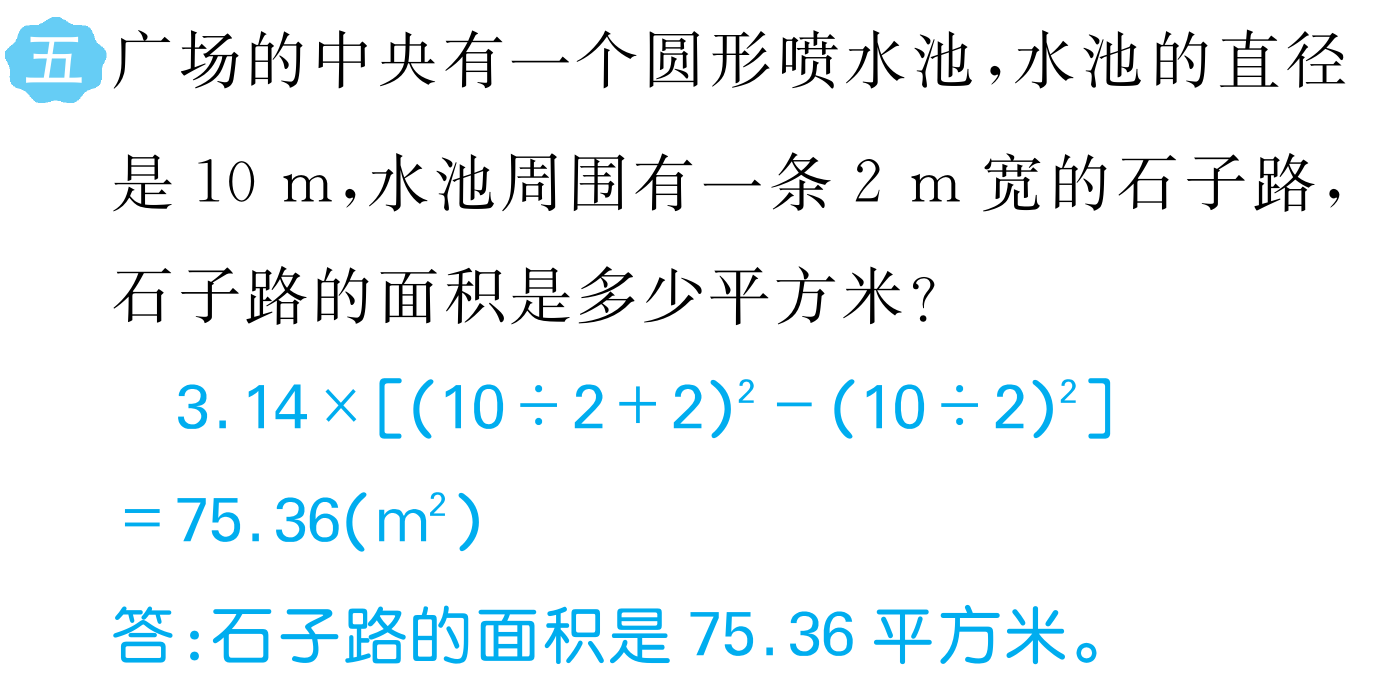 五 广场的中央有一个圆形喷水池,水池的直径
是 10 m,水池周围有一条 2 m 宽的石子路,
石子路的面积是多少平方米?
3.14×[(10÷2+2)²-(10÷2)²]
=75.36(m²)
答:石子路的面积是 75.36 平方米。